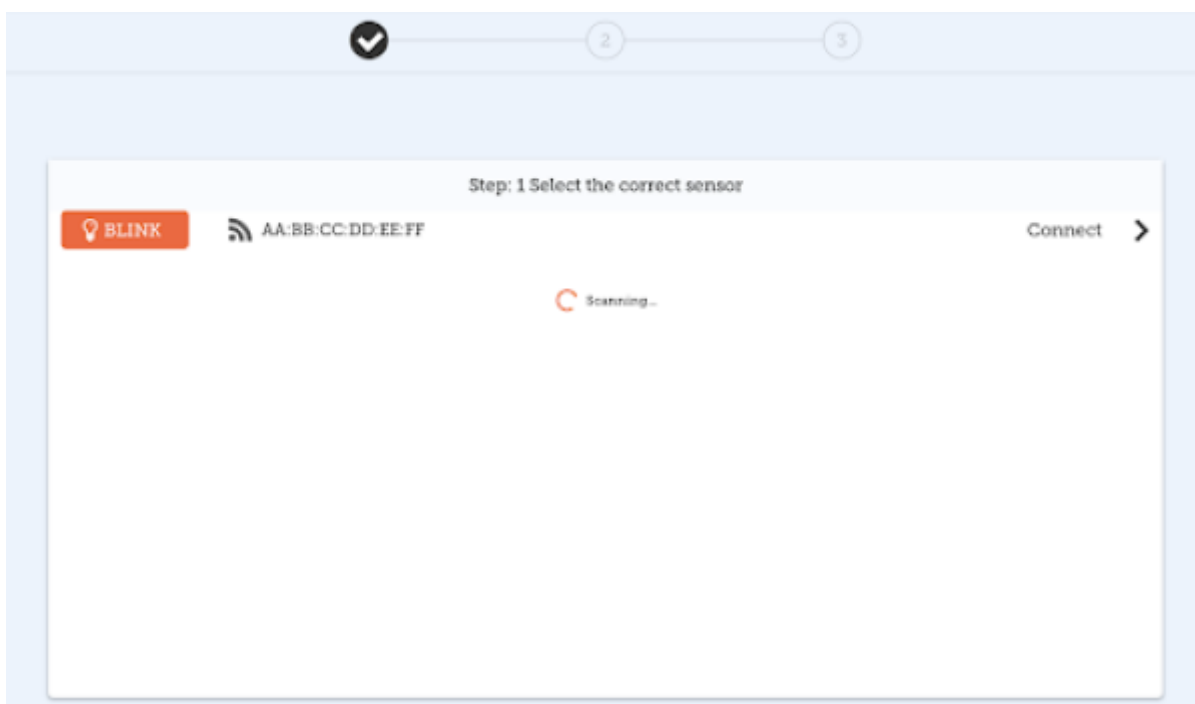 2
3
Step: 1 Select the correct sensor
BLINK AA:BB:CC:DD:EE:FF Connect
Scanning...